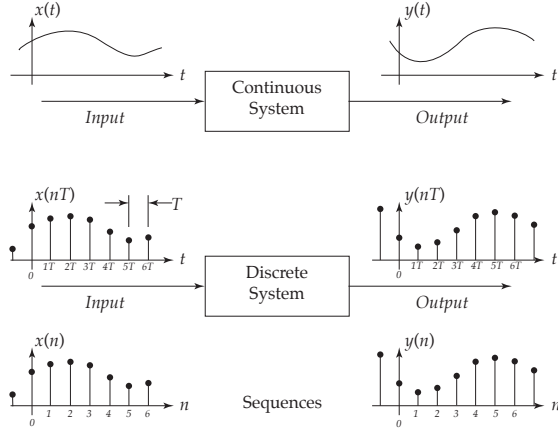 x(t)
y(t)
t
Continuous
System
t
Input
Output
x(nT)
T
y(nT)
0 1T 2T 3T 4T 5T 6T
t
Discrete
System
0 1T 2T 3T 4T 5T 6T
t
Input
Output
x(n)
y(n)
0 1 2 3 4 5 6
n
Sequences
0 1 2 3 4 5 6
n